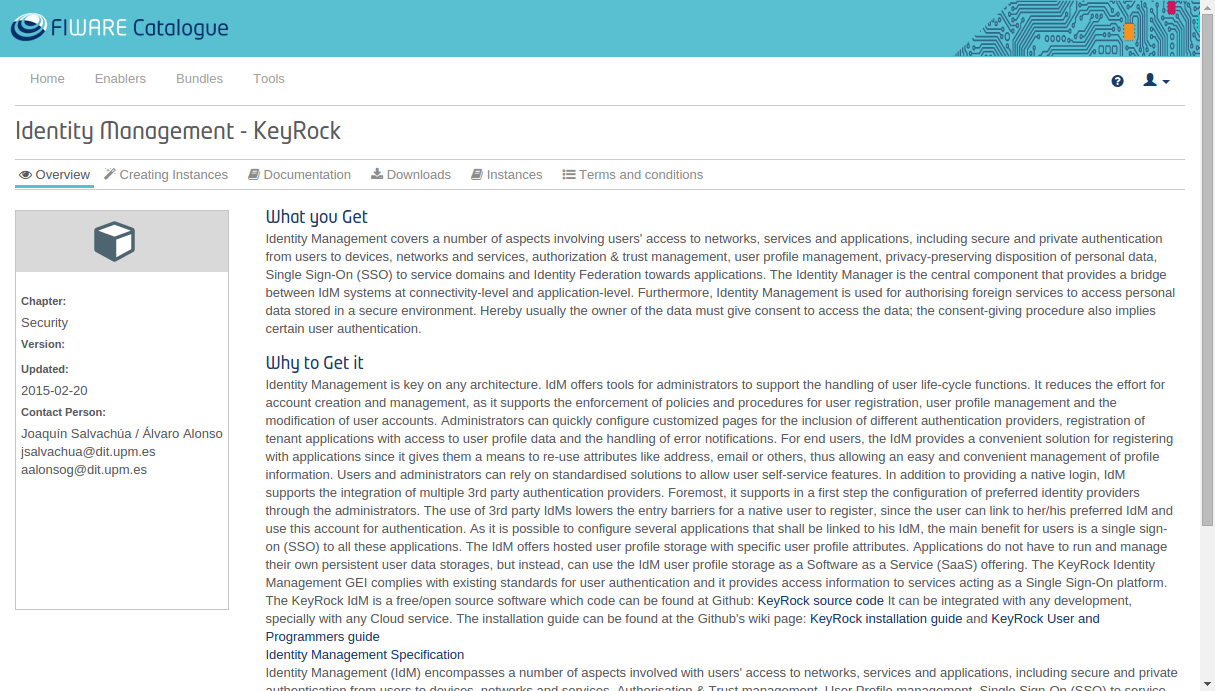 FIWARE Catalogue
Home Enablers Bundles Tools
Identity Management - KeyRock
Overview Creating Instances Documentation Downloads Instances Terms and conditions
Chapter:
Security
Version:
Updated:
2015-02-20
Contact Person:
Joaquín Salvachúa / Álvaro Alonso
jsalvachua@dit.upm.es
aalonsog@dit.upm.es
What you Get
Identity Management covers a number of aspects involving users' access to networks, services and applications, including secure and private authentication
from users to devices, networks and services, authorization & trust management, user profile management, privacy-preserving disposition of personal data,
Single Sign-On (SSO) to service domains and Identity Federation towards applications. The Identity Manager is the central component that provides a bridge
between IdM systems at connectivity-level and application-level. Furthermore, Identity Management is used for authorising foreign services to access personal
data stored in a secure environment. Hereby usually the owner of the data must give consent to access the data; the consent-giving procedure also implies
certain user authentication.
Why to Get it
Identity Management is key on any architecture. IdM offers tools for administrators to support the handling of user life-cycle functions. It reduces the effort for
account creation and management, as it supports the enforcement of policies and procedures for user registration, user profile management and the
modification of user accounts. Administrators can quickly configure customized pages for the inclusion of different authentication providers, registration of
tenant applications with access to user profile data and the handling of error notifications. For end users, the IdM provides a convenient solution for registering
with applications since it gives them a means to re-use attributes like address, email or others, thus allowing an easy and convenient management of profile
information. Users and administrators can rely on standardised solutions to allow user self-service features. In addition to providing a native login, IdM
supports the integration of multiple 3rd party authentication providers. Foremost, it supports in a first step the configuration of preferred identity providers
through the administrators. The use of 3rd party IdMs lowers the entry barriers for a native user to register, since the user can link to her/his preferred IdM and
use this account for authentication. As it is possible to configure several applications that shall be linked to his IdM, the main benefit for users is a single sign-
on (SSO) to all these applications. The IdM offers hosted user profile storage with specific user profile attributes. Applications do not have to run and manage
their own persistent user data storages, but instead, can use the IdM user profile storage as a Software as a Service (SaaS) offering. The KeyRock Identity
Management GEI complies with existing standards for user authentication and it provides access information to services acting as a Single Sign-On platform.
The KeyRock IdM is a free/open source software which code can be found at Github: KeyRock source code It can be integrated with any development,
specially with any Cloud service. The installation guide can be found at the Github's wiki page: KeyRock installation guide and KeyRock User and
Programmers guide
Identity Management Specification
Identity Management (IdM) encompasses a number of aspects involved with users' access to networks, services and applications, including secure and private
authentication from users to devices, networks and services, Authorisation & Trust management, User Profile management, Single Sign-On (SSO) to service